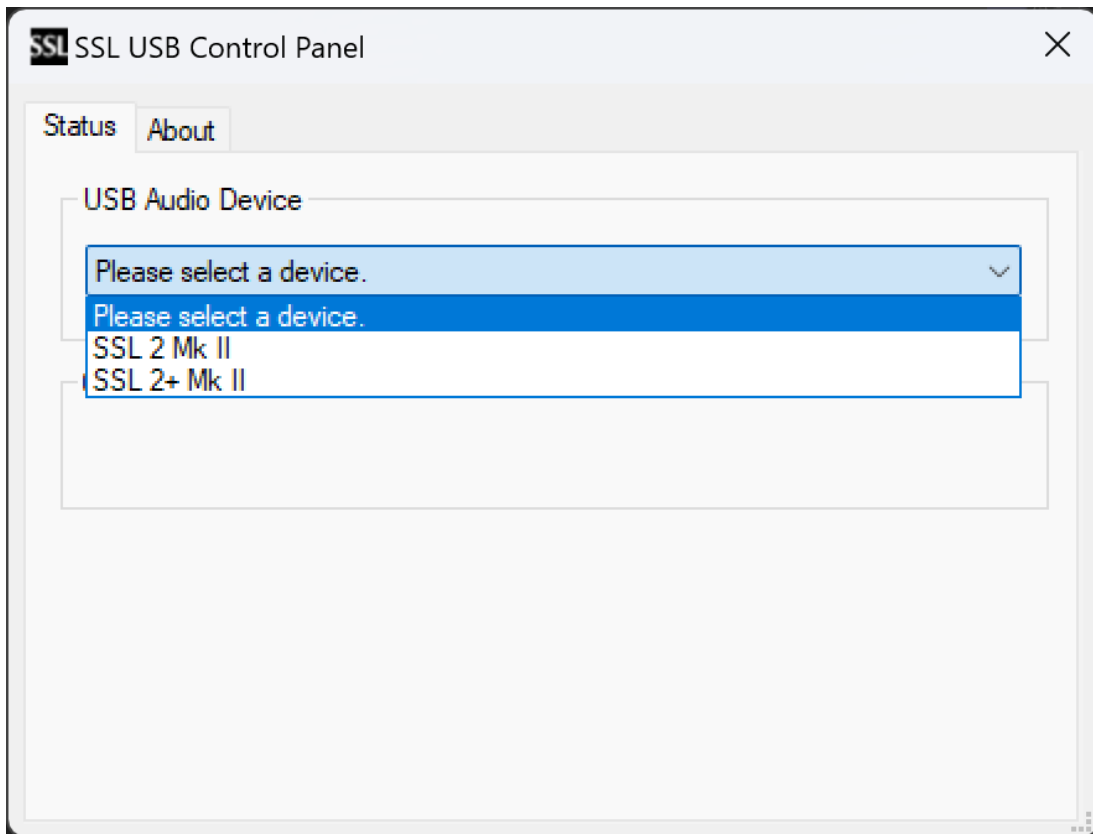 SSL SSL USB Control Panel
Status About
USB Audio Device
Please select a device.
Please select a device.
SSL 2 Mk II
SSL 2+ Mk II